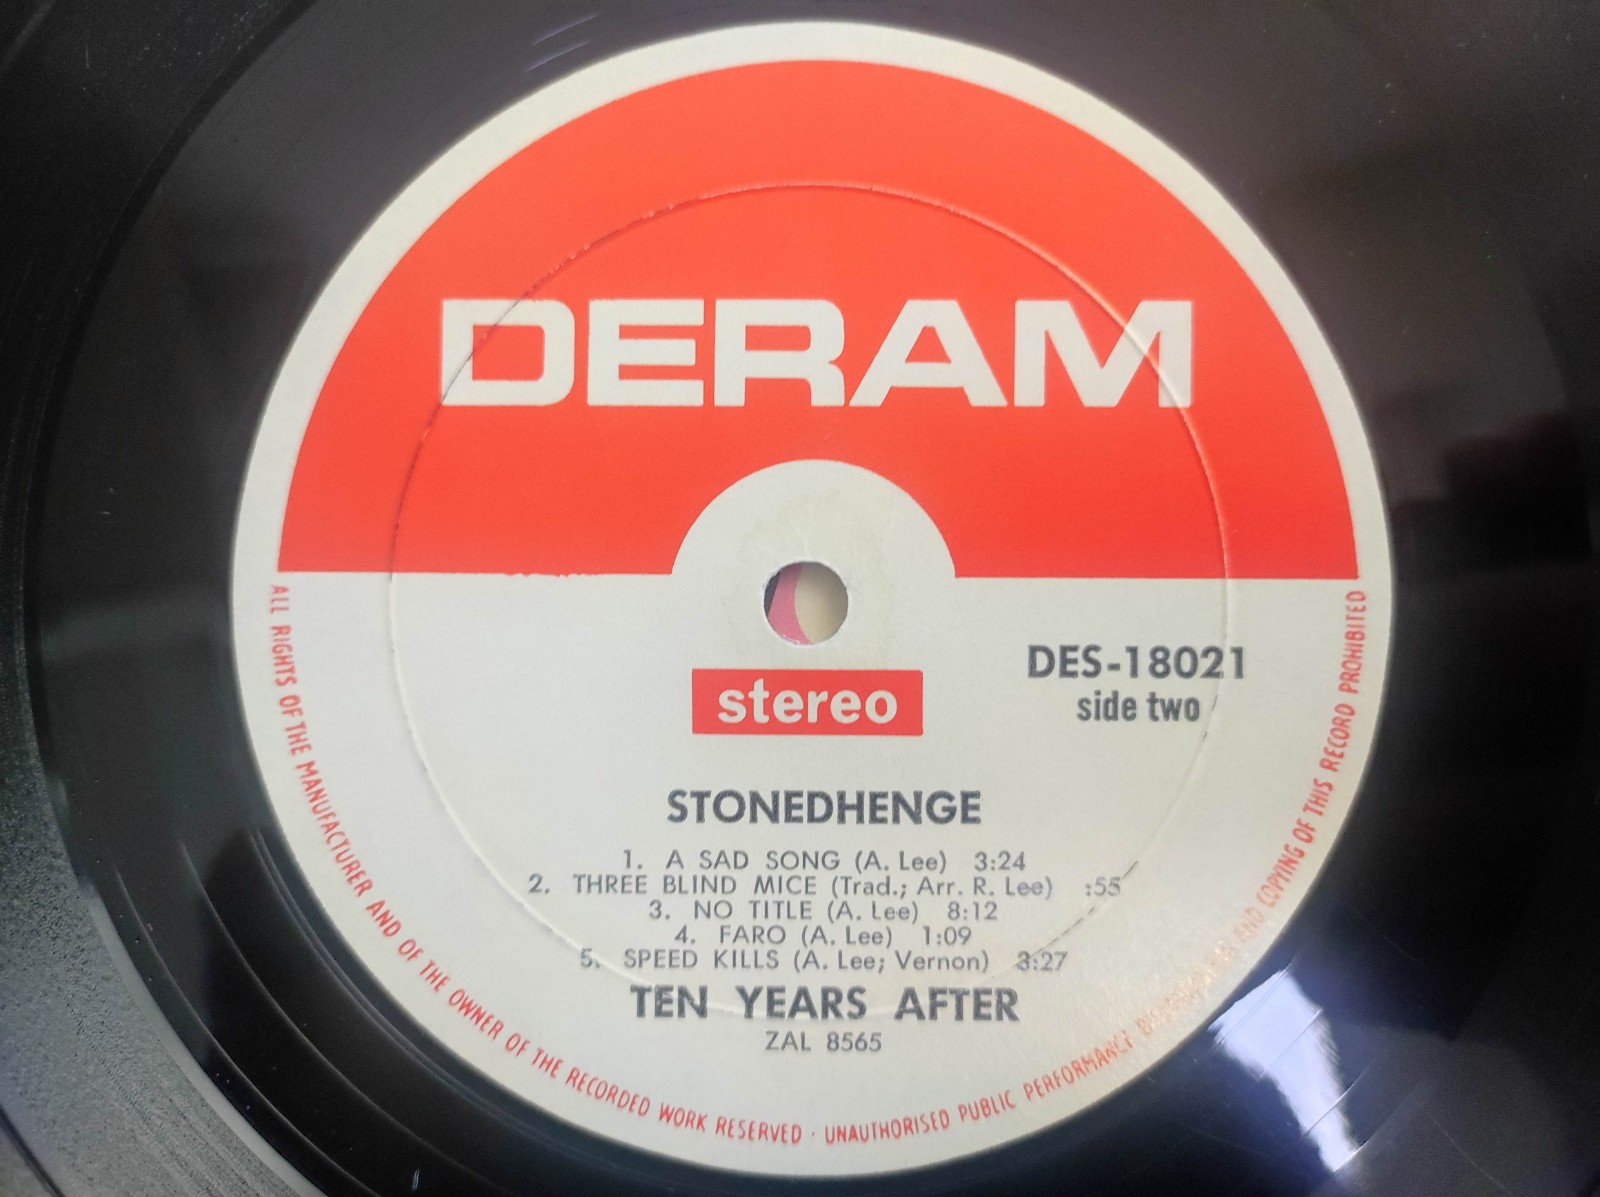 DERAM
stereo
DES-18021
side two
STONEDHENGE
1. A SAD SONG (A. Lee) 3:24
2. THREE BLIND MICE (Trad.; Arr. R. Lee) :55
3. NO TITLE (A. Lee) 8:12
4. FARO (A. Lee) 1:09
5. SPEED KILLS (A. Lee; Vernon) 3:27
TEN YEARS AFTER
ZAL 8565
ALL RIGHTS OF THE MANUFACTURER AND OF THE OWNER OF THE RECORDED WORK RESERVED · UNAUTHORISED PUBLIC PERFORMANCE AND COPYING OF THIS RECORD PROHIBITED